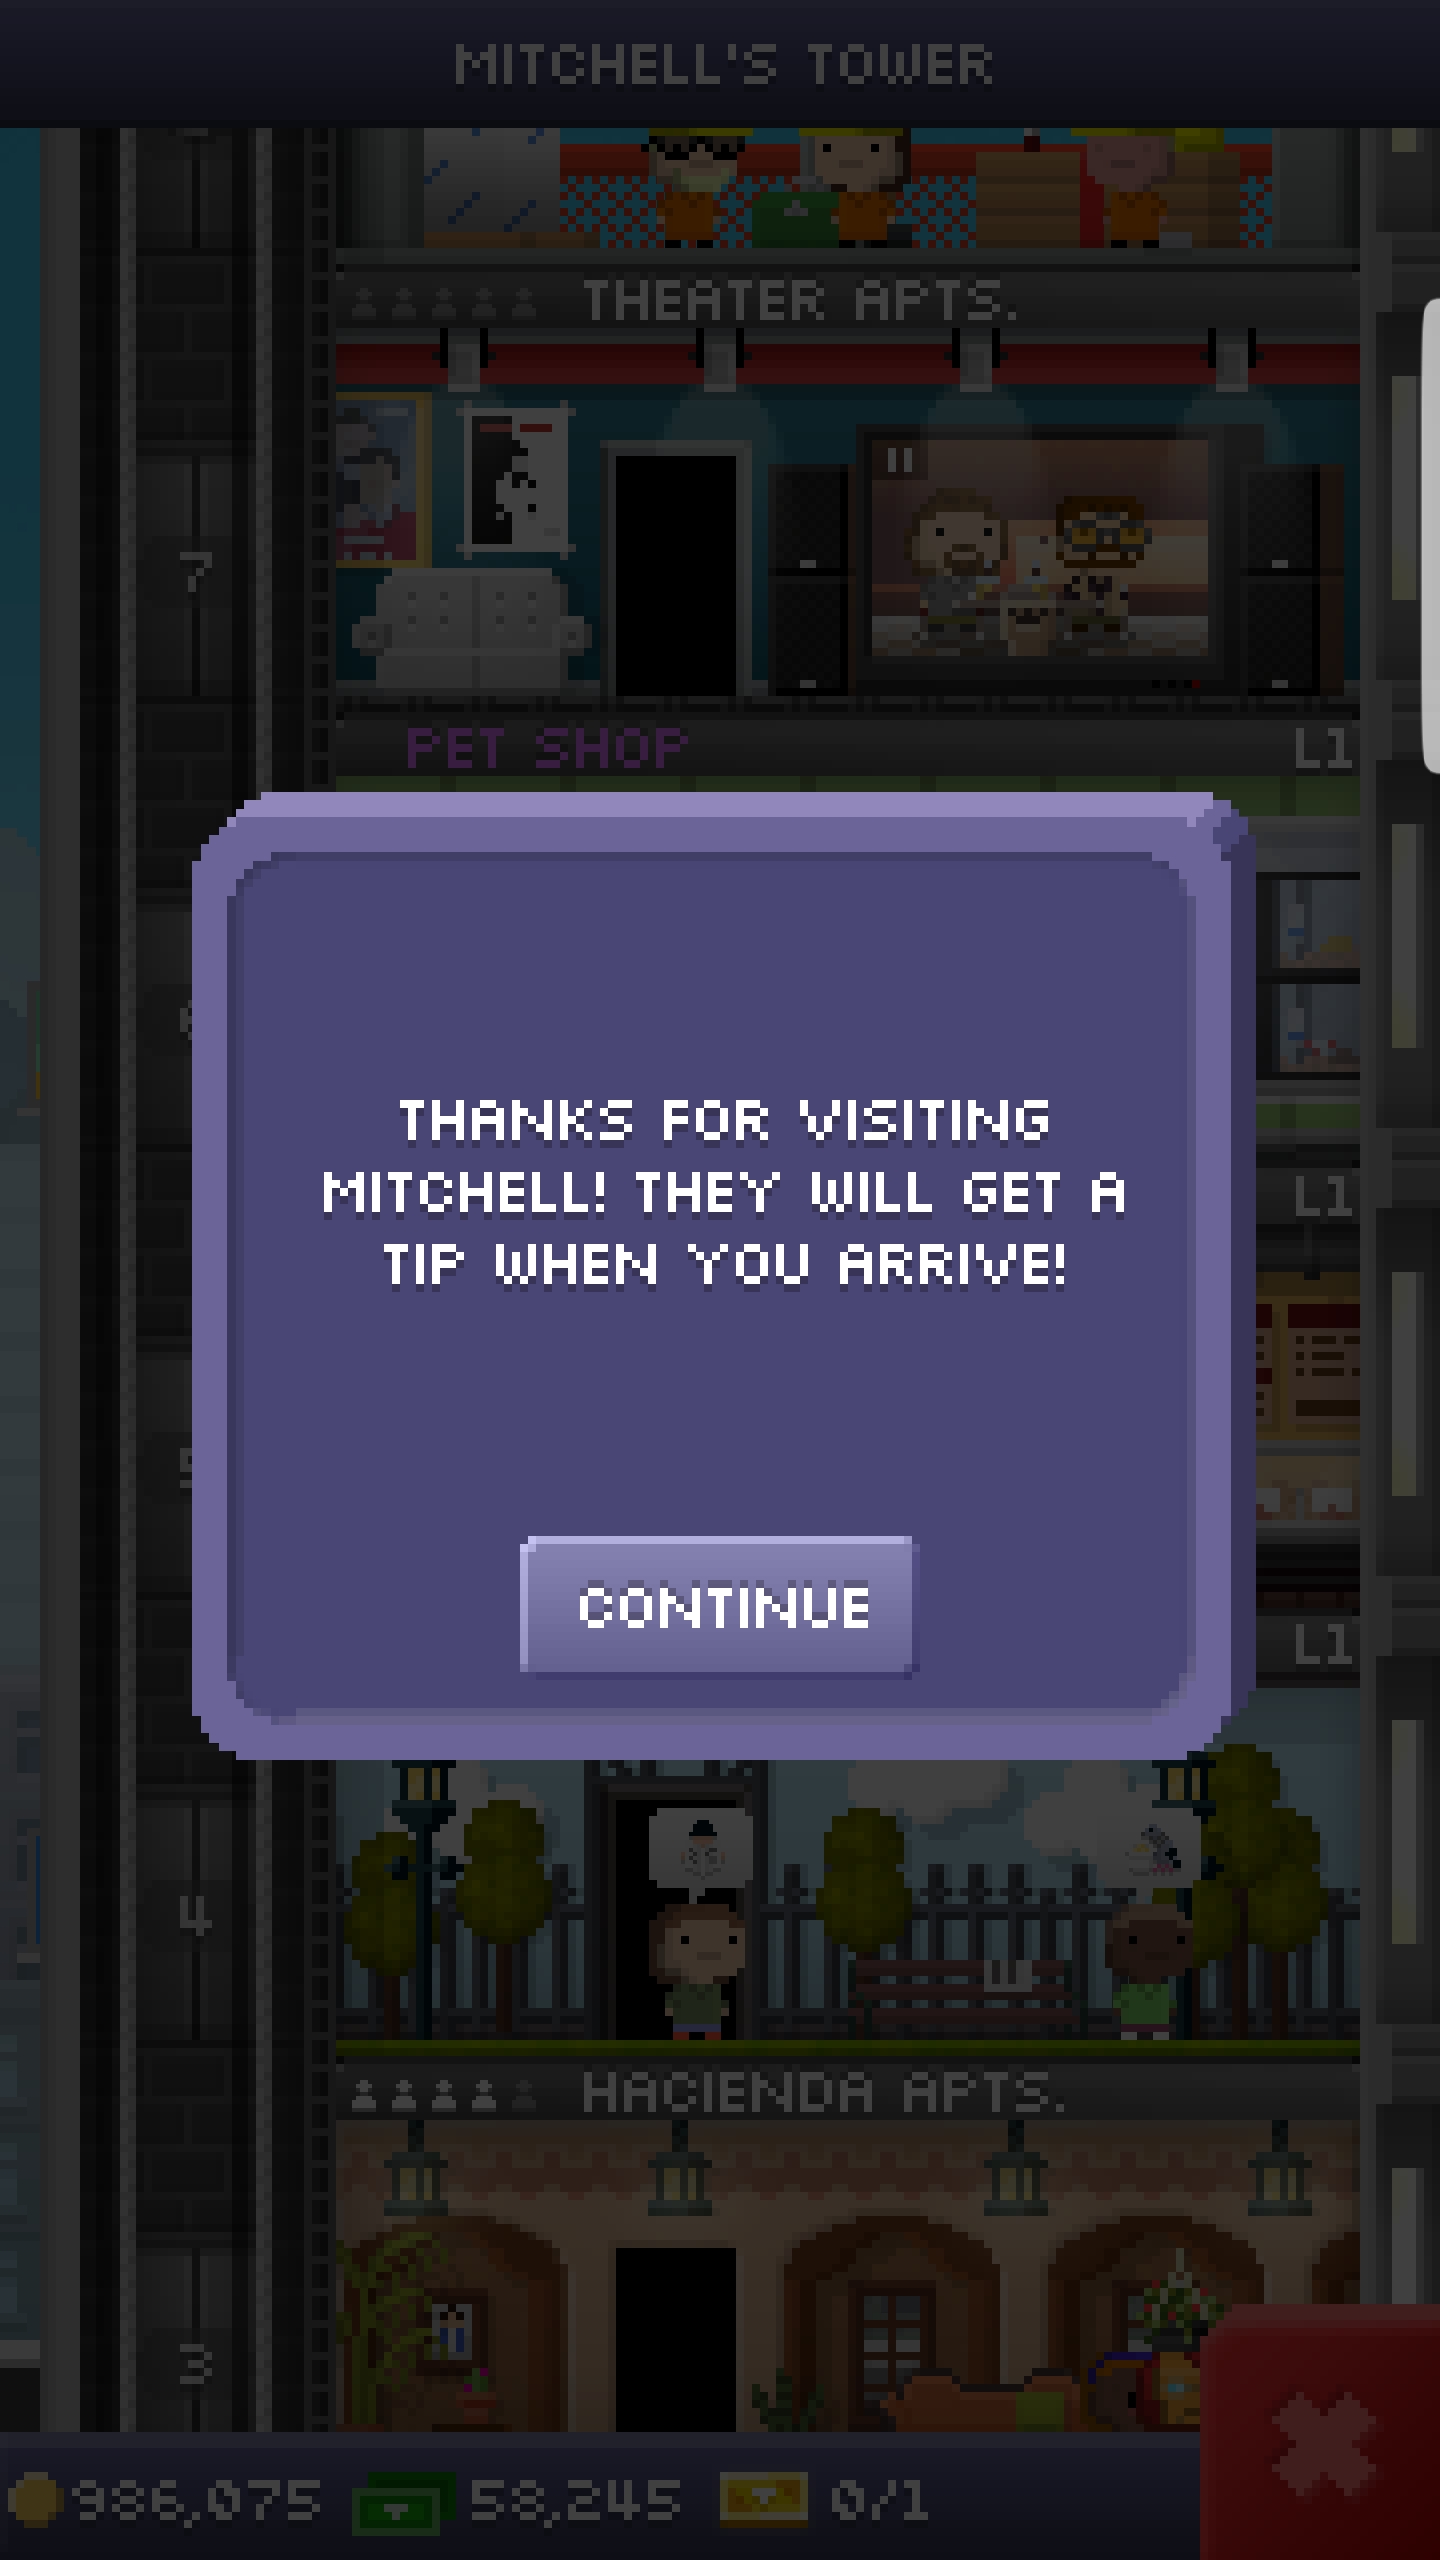 MITCHELL'S TOWER
THEATER APTS.
7
PET SHOP L1
L1
THANKS FOR VISITING
MITCHELL! THEY WILL GET A
TIP WHEN YOU ARRIVE!
5
CONTINUE
L1
4
HACIENDA APTS.
3
986,075 58,245 0/1